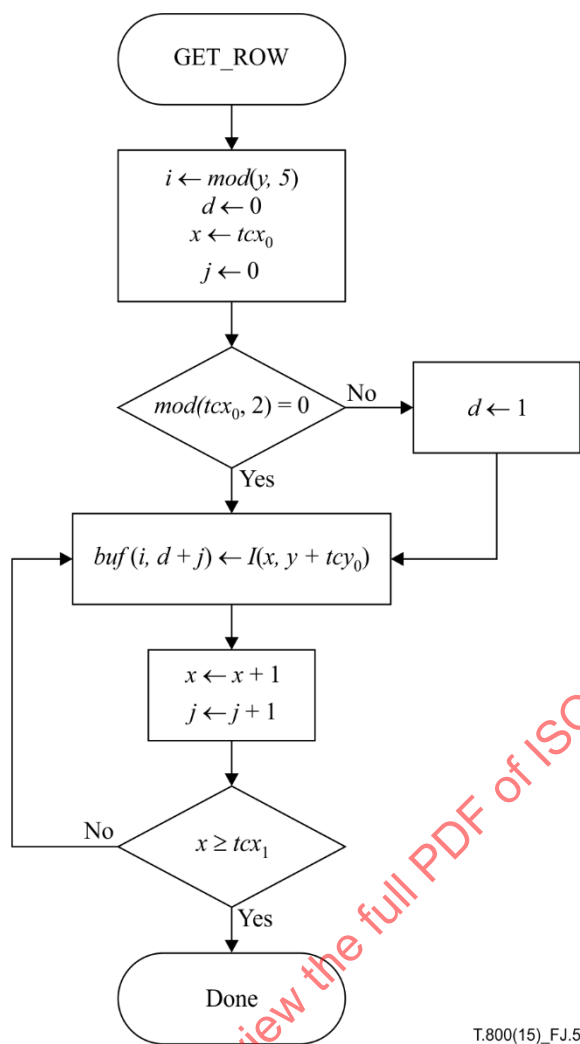 GET_ROW
i ← mod(y, 5)
d ← 0
x ← tcx₀
j ← 0
mod(tcx₀, 2) = 0
No
d ← 1
Yes
buf (i, d + j) ← I(x, y + tcy₀)
x ← x + 1
j ← j + 1
No
x ≥ tcx₁
Yes
Done
T.800(15)_FJ.5
view the full PDF of ISO